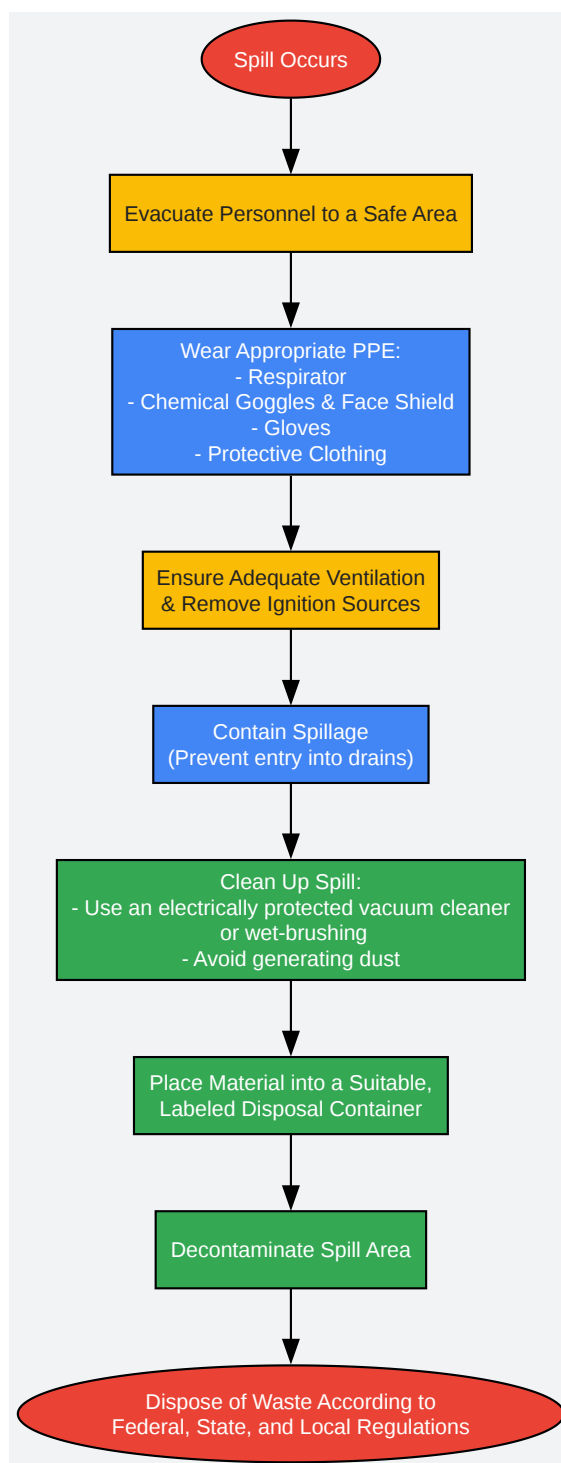 Spill Occurs
Evacuate Personnel to a Safe Area
Wear Appropriate PPE:
- Respirator
- Chemical Goggles & Face Shield
- Gloves
- Protective Clothing
Ensure Adequate Ventilation
& Remove Ignition Sources
Contain Spillage
(Prevent entry into drains)
Clean Up Spill:
- Use an electrically protected vacuum cleaner
or wet-brushing
- Avoid generating dust
Place Material into a Suitable,
Labeled Disposal Container
Decontaminate Spill Area
Dispose of Waste According to
Federal, State, and Local Regulations